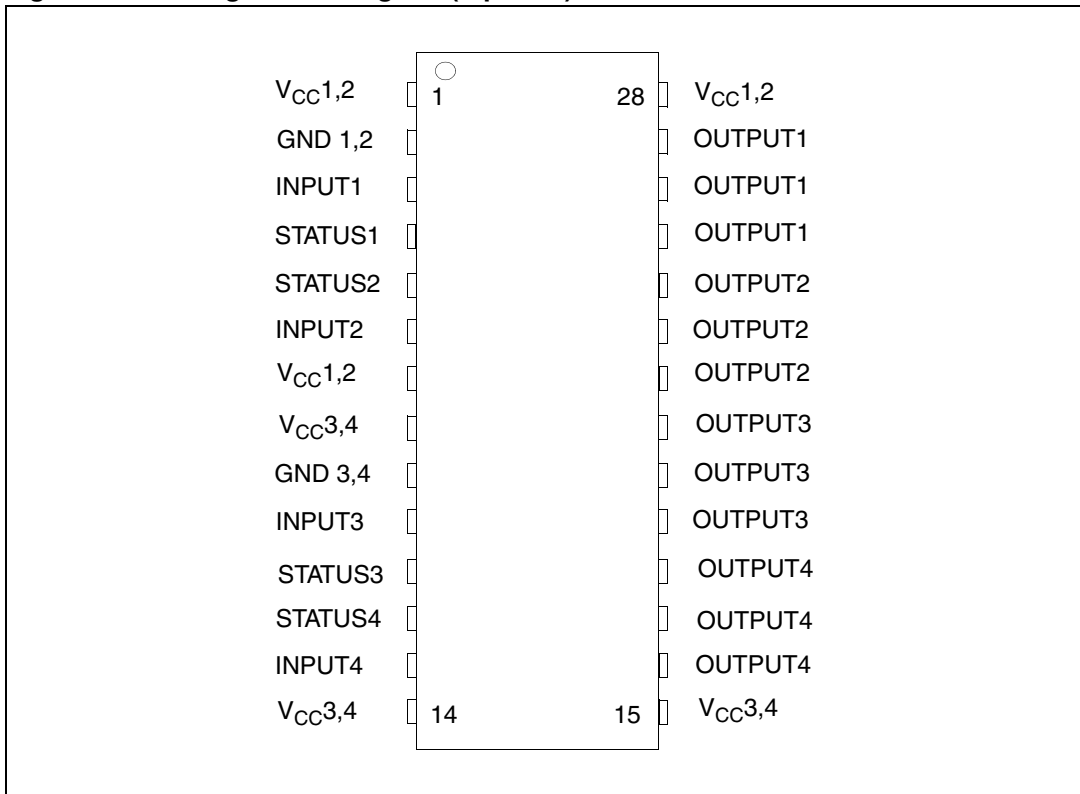 V_CC1,2 1 28 V_CC1,2
GND 1,2 OUTPUT1
INPUT1 OUTPUT1
STATUS1 OUTPUT1
STATUS2 OUTPUT2
INPUT2 OUTPUT2
V_CC1,2 OUTPUT2
V_CC3,4 OUTPUT3
GND 3,4 OUTPUT3
INPUT3 OUTPUT3
STATUS3 OUTPUT4
STATUS4 OUTPUT4
INPUT4 OUTPUT4
V_CC3,4 14 15 V_CC3,4